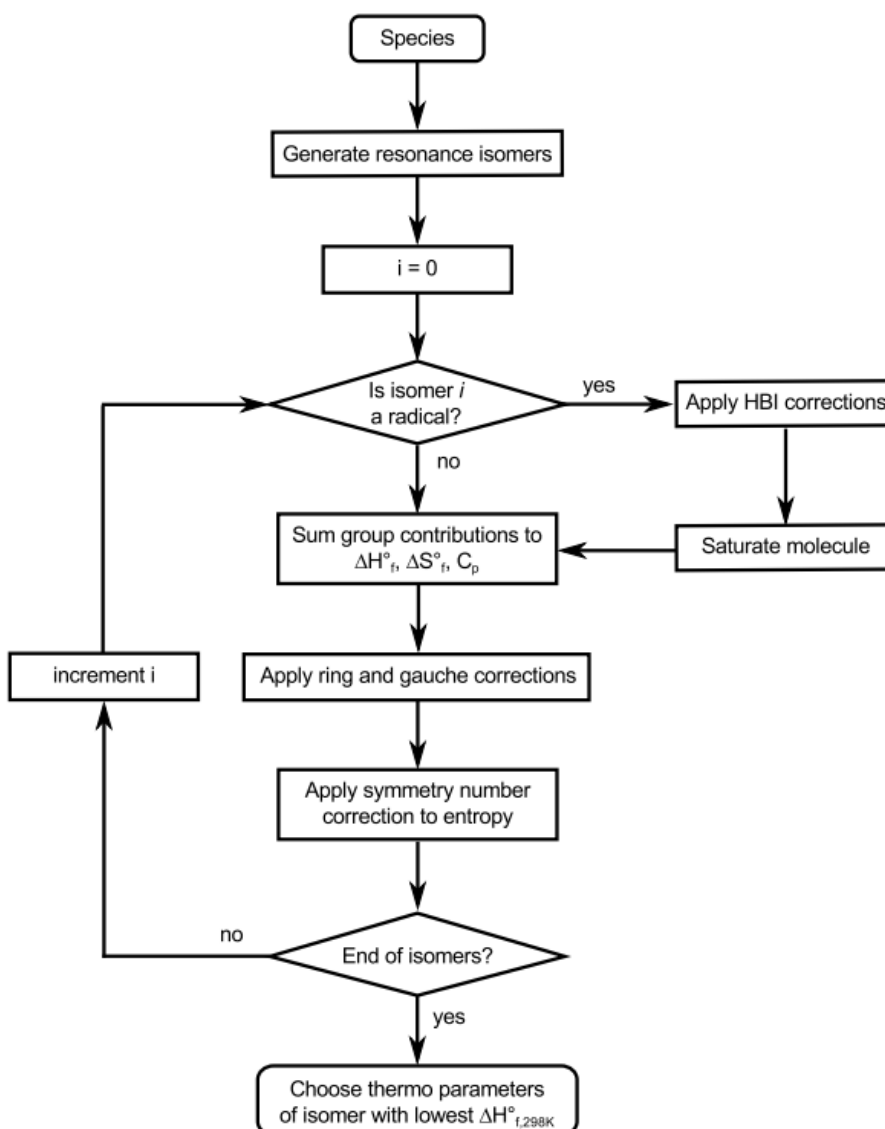 Species
Generate resonance isomers
i = 0
Is isomer i
a radical?
yes
Apply HBI corrections
no
Sum group contributions to
ΔH°f, ΔS°f, Cp
Saturate molecule
increment i
Apply ring and gauche corrections
Apply symmetry number
correction to entropy
no
End of isomers?
yes
Choose thermo parameters
of isomer with lowest ΔH°f,298K